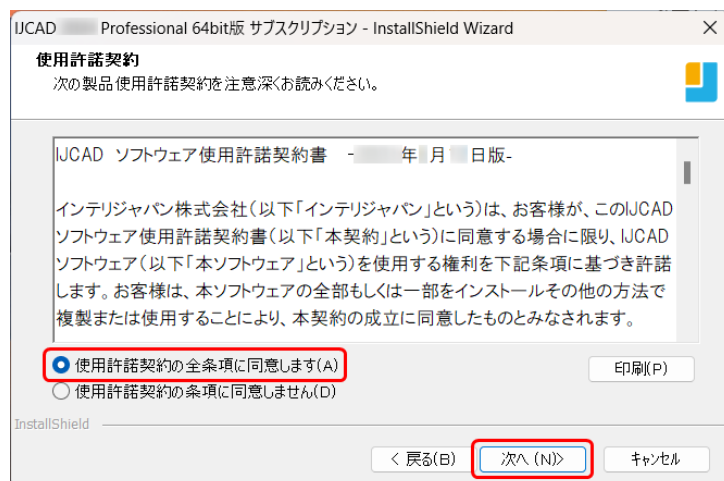 IJCAD Professional 64bit版 サブスクリプション - InstallShield Wizard
使用許諾契約
次の製品使用許諾契約を注意深くお読みください。
IJCAD ソフトウェア使用許諾契約書 - 年 月 日版-
インテリジャパン株式会社(以下「インテリジャパン」という)は、お客様が、このIJCAD
ソフトウェア使用許諾契約書(以下「本契約」という)に同意する場合に限り、IJCAD
ソフトウェア(以下「本ソフトウェア」という)を使用する権利を下記条項に基づき許諾
します。お客様は、本ソフトウェアの全部もしくは一部をインストールその他の方法で
複製または使用することにより、本契約の成立に同意したものとみなされます。
使用許諾契約の全条項に同意します(A)
印刷(P)
使用許諾契約の条項に同意しません(D)
InstallShield
< 戻る(B)
次へ (N)>
キャンセル